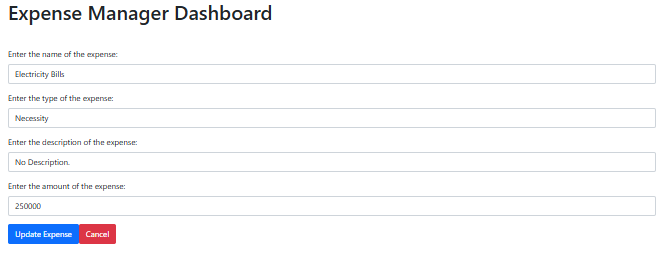 Expense Manager Dashboard
Enter the name of the expense:
Electricity Bills
Enter the type of the expense:
Necessity
Enter the description of the expense:
No Description.
Enter the amount of the expense:
250000
Update Expense Cancel